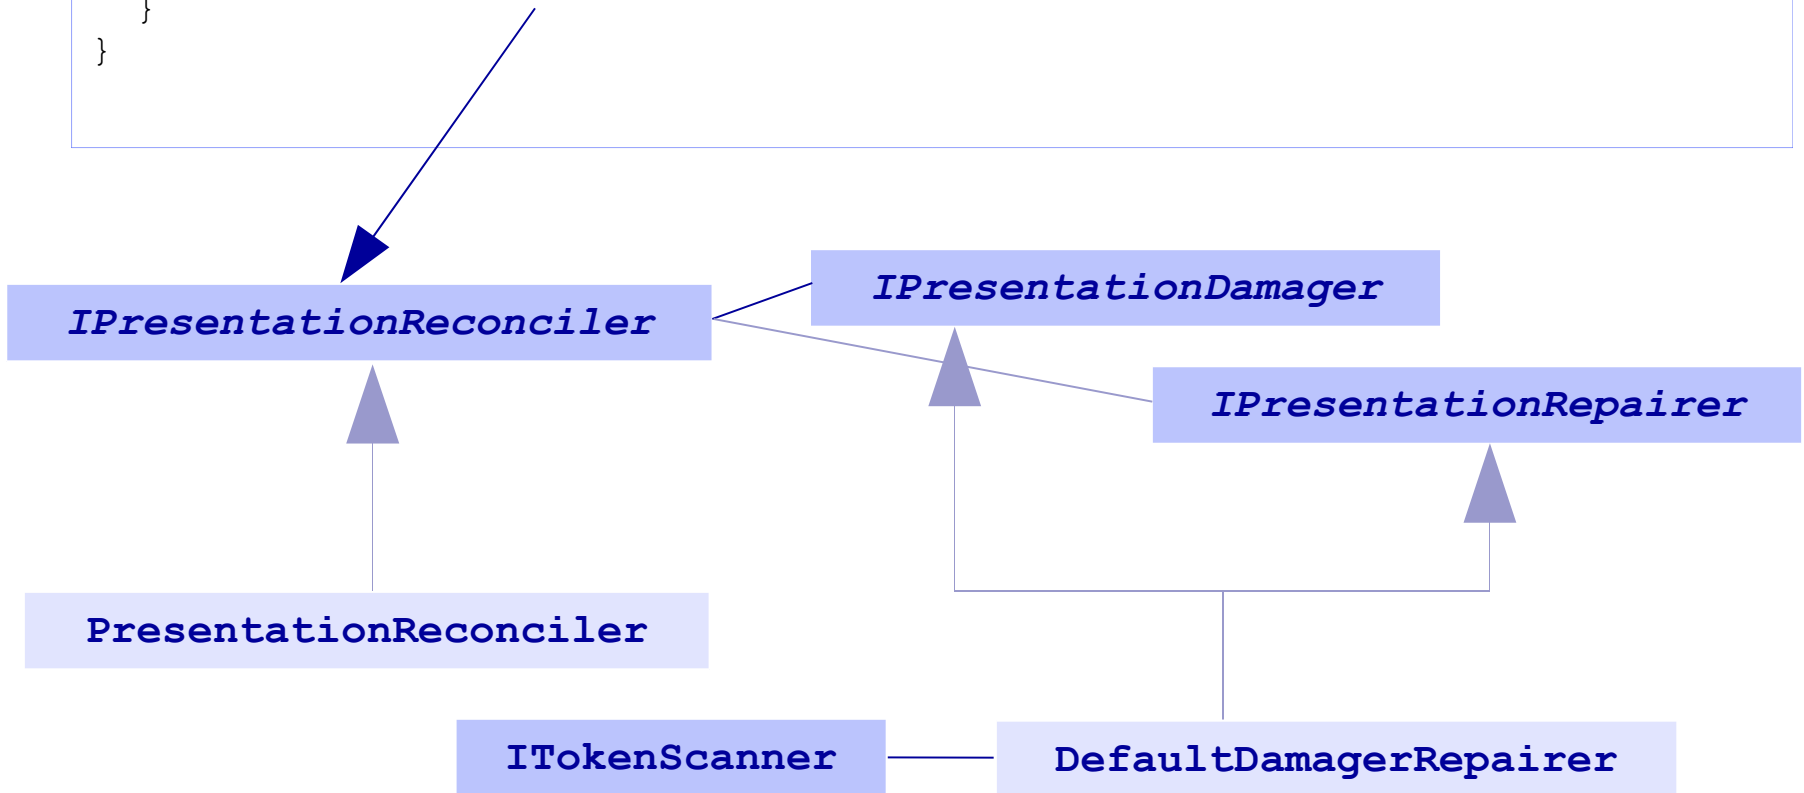 }
}
IPresentationDamager
IPresentationReconciler
IPresentationRepairer
PresentationReconciler
ITokenScanner
DefaultDamagerRepairer